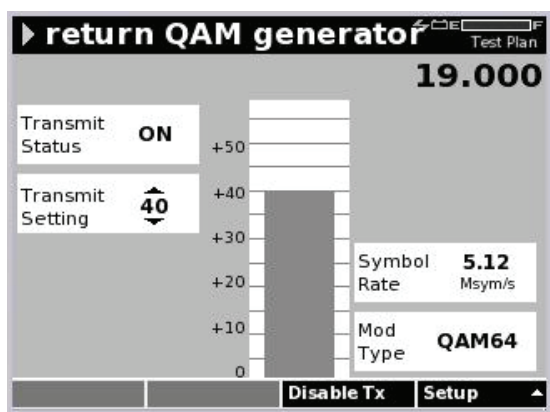 return QAM generator
E F
Test Plan
19.000
Transmit
Status ON
Transmit
Setting 40
+50
+40
+30
+20
+10
0
Symbol 5.12
Rate Msym/s
Mod
Type QAM64
Disable Tx Setup